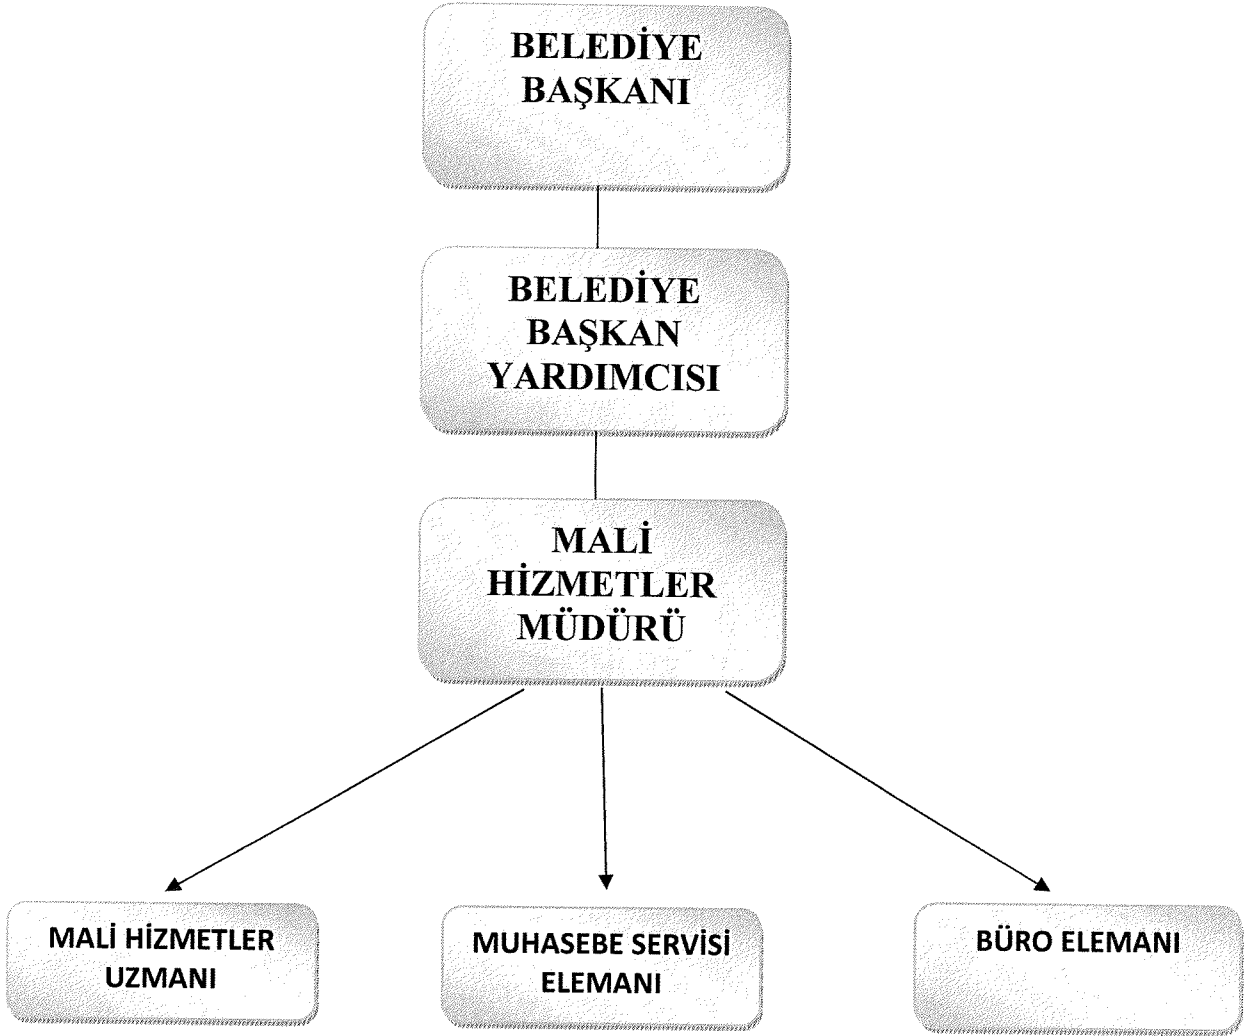 BELEDİYE
BAŞKANI
BELEDİYE
BAŞKAN
YARDIMCISI
MALİ
HİZMETLER
MÜDÜRÜ
MALİ HİZMETLER
UZMANI
MUHASEBE SERVİSİ
ELEMANI
BÜRO ELEMANI